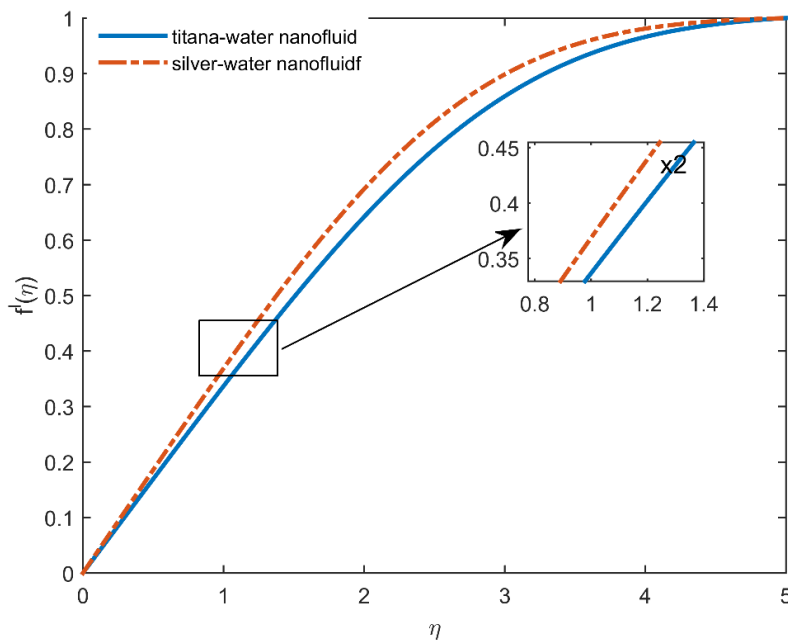 1
0.9
0.8
0.7
0.6
0.5
0.4
0.3
0.2
0.1
0
fᴵ(η)
titana-water nanofluid
silver-water nanofluidf
0.45
0.4
0.35
x2
0.8 1 1.2 1.4
0 1 2 3 4 5
η